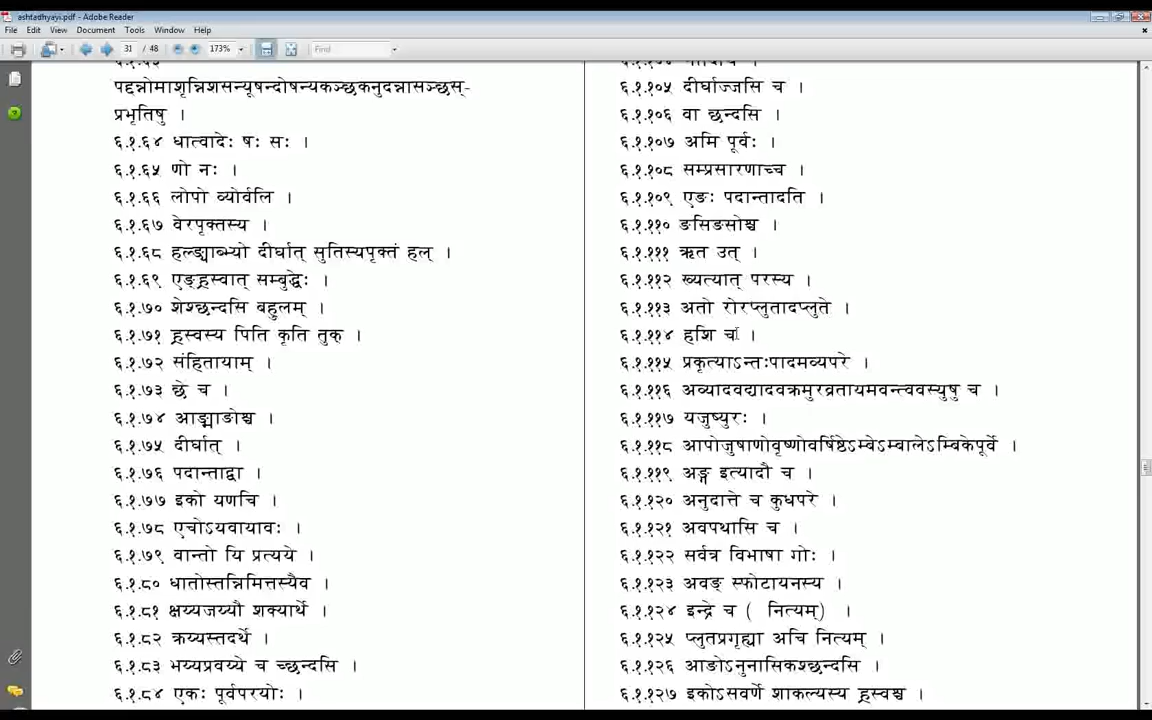 ashtadhyayi.pdf - Adobe Reader
File Edit View Document Tools Window Help
31 / 48 173% Find
पद्दन्नोमाशृन्निशसन्यूषन्दोषन्यकञ्छकनुदन्नासञ्छस्-
प्रभृतिषु ।
६.१.६४ धात्वादेः षः सः ।
६.१.६५ णो नः ।
६.१.६६ लोपो व्योर्वलि ।
६.१.६७ वेरपृक्तस्य ।
६.१.६८ हल्ङ्याब्भ्यो दीर्घात् सुतिस्यपृक्तं हल् ।
६.१.६९ एङ्ह्रस्वात् सम्बुद्धेः ।
६.१.७० शेश्छन्दसि बहुलम् ।
६.१.७१ ह्रस्वस्य पिति कृति तुक् ।
६.१.७२ संहितायाम् ।
६.१.७३ छे च ।
६.१.७४ आङ्माङोश्च ।
६.१.७५ दीर्घात् ।
६.१.७६ पदान्ताद्वा ।
६.१.७७ इको यणचि ।
६.१.७८ एचोऽयवायावः ।
६.१.७९ वान्तो यि प्रत्यये ।
६.१.८० धातोस्तन्निमित्तस्यैव ।
६.१.८१ क्षय्यजय्यौ शक्यार्थे ।
६.१.८२ क्रय्यस्तदर्थे ।
६.१.८३ भय्यप्रवय्ये च च्छन्दसि ।
६.१.८४ एकः पूर्वपरयोः ।
६.१.१०५ दीर्घाज्जसि च ।
६.१.१०६ वा छन्दसि ।
६.१.१०७ अमि पूर्वः ।
६.१.१०८ सम्प्रसारणाच्च ।
६.१.१०९ एङः पदान्तादति ।
६.१.११० ङसिङसोश्च ।
६.१.१११ ऋत उत् ।
६.१.११२ ख्यत्यात् परस्य ।
६.१.११३ अतो रोरप्लुतादप्लुते ।
६.१.११४ हशि च ।
६.१.११५ प्रकृत्याऽन्तःपादमव्यपरे ।
६.१.११६ अव्यादवद्यादवक्रमुरव्रतायमवन्त्ववस्युषु च ।
६.१.११७ यजुष्युरः ।
६.१.११८ आपोजुषाणोवृष्णोवर्षिष्ठेऽम्बेऽम्बालेऽम्बिकेपूर्वे ।
६.१.११९ अङ्ग इत्यादौ च ।
६.१.१२० अनुदात्ते च कुधपरे ।
६.१.१२१ अवपथासि च ।
६.१.१२२ सर्वत्र विभाषा गोः ।
६.१.१२३ अवङ् स्फोटायनस्य ।
६.१.१२४ इन्द्रे च ( नित्यम्) ।
६.१.१२५ प्लुतप्रगृह्या अचि नित्यम् ।
६.१.१२६ आङोऽनुनासिकश्छन्दसि ।
६.१.१२७ इकोऽसवर्णे शाकल्यस्य ह्रस्वश्च ।